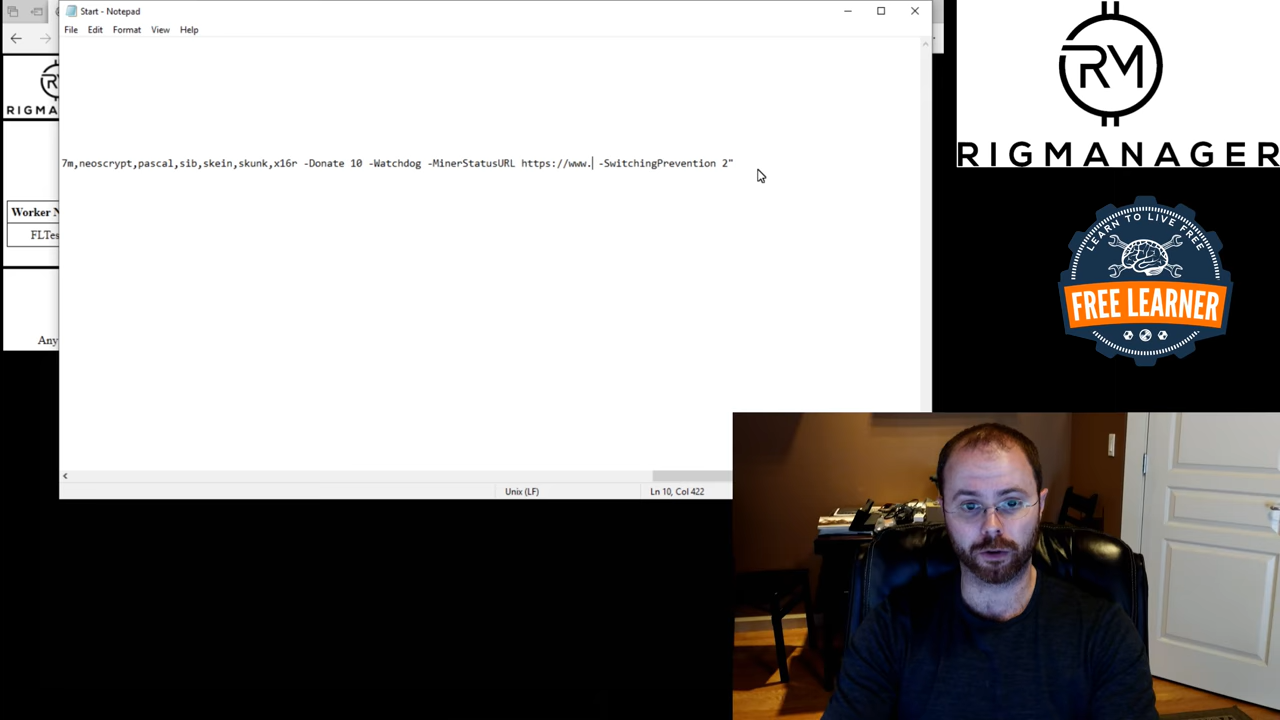 Start - Notepad
File Edit Format View Help
7m,neoscrypt,pascal,sib,skein,skunk,x16r -Donate 10 -Watchdog -MinerStatusURL https://www. -SwitchingPrevention 2"
Unix (LF) Ln 10, Col 422
RIGMA
Worker N
FLTes
Any
RM
RIGMANAGER
LEARN TO LIVE FREE
FREE LEARNER